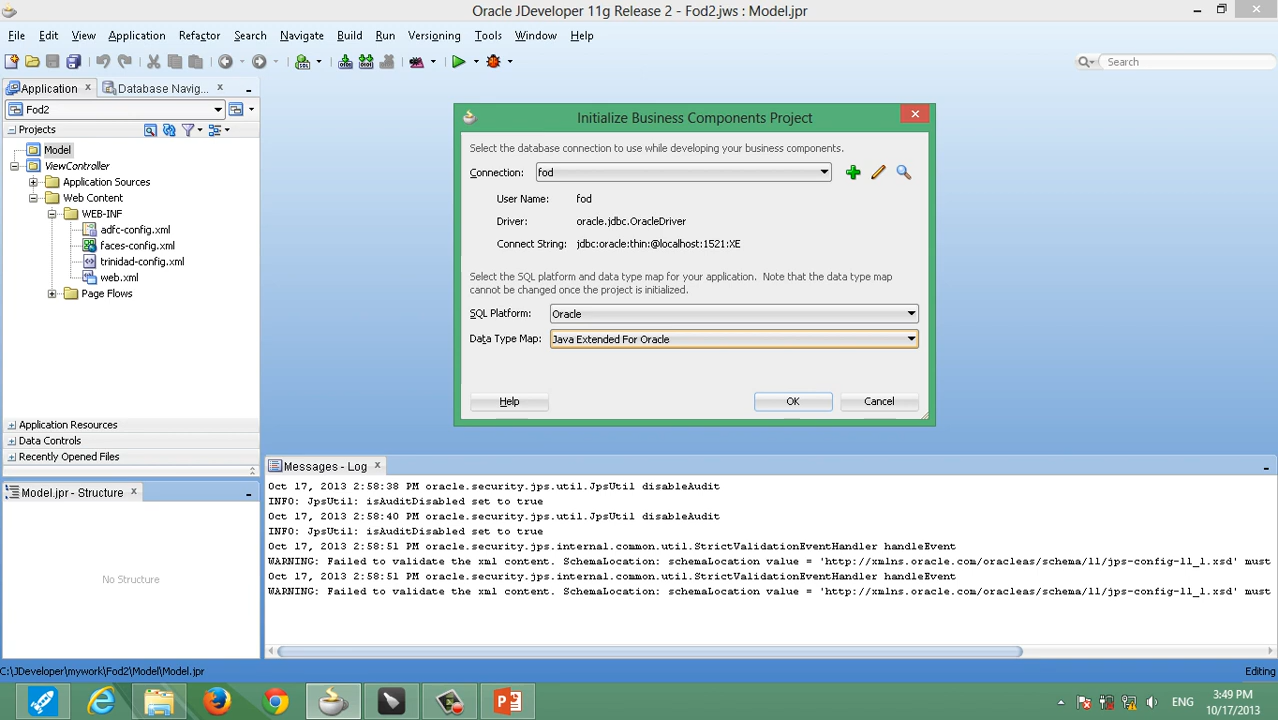 Oracle JDeveloper 11g Release 2 - Fod2.jws : Model.jpr
File Edit View Application Refactor Search Navigate Build Run Versioning Tools Window Help
Search
Application
Database Navig...
Fod2
Projects
Model
ViewController
Application Sources
Web Content
WEB-INF
adfc-config.xml
faces-config.xml
trinidad-config.xml
web.xml
Page Flows
Application Resources
Data Controls
Recently Opened Files
Model.jpr - Structure
No Structure
Initialize Business Components Project
Select the database connection to use while developing your business components.
Connection: fod
User Name: fod
Driver: oracle.jdbc.OracleDriver
Connect String: jdbc:oracle:thin:@localhost:1521:XE
Select the SQL platform and data type map for your application. Note that the data type map
cannot be changed once the project is initialized.
SQL Platform: Oracle
Data Type Map: Java Extended For Oracle
Help OK Cancel
Messages - Log
Oct 17, 2013 2:58:38 PM oracle.security.jps.util.JpsUtil disableAudit
INFO: JpsUtil: isAuditDisabled set to true
Oct 17, 2013 2:58:40 PM oracle.security.jps.util.JpsUtil disableAudit
INFO: JpsUtil: isAuditDisabled set to true
Oct 17, 2013 2:58:51 PM oracle.security.jps.internal.common.util.StrictValidationEventHandler handleEvent
WARNING: Failed to validate the xml content. SchemaLocation: schemaLocation value = 'http://xmlns.oracle.com/oracleas/schema/11/jps-config-11_1.xsd' must
Oct 17, 2013 2:58:51 PM oracle.security.jps.internal.common.util.StrictValidationEventHandler handleEvent
WARNING: Failed to validate the xml content. SchemaLocation: schemaLocation value = 'http://xmlns.oracle.com/oracleas/schema/11/jps-config-11_1.xsd' must
C:\JDeveloper\mywork\Fod2\Model\Model.jpr
Editing
ENG
3:49 PM
10/17/2013